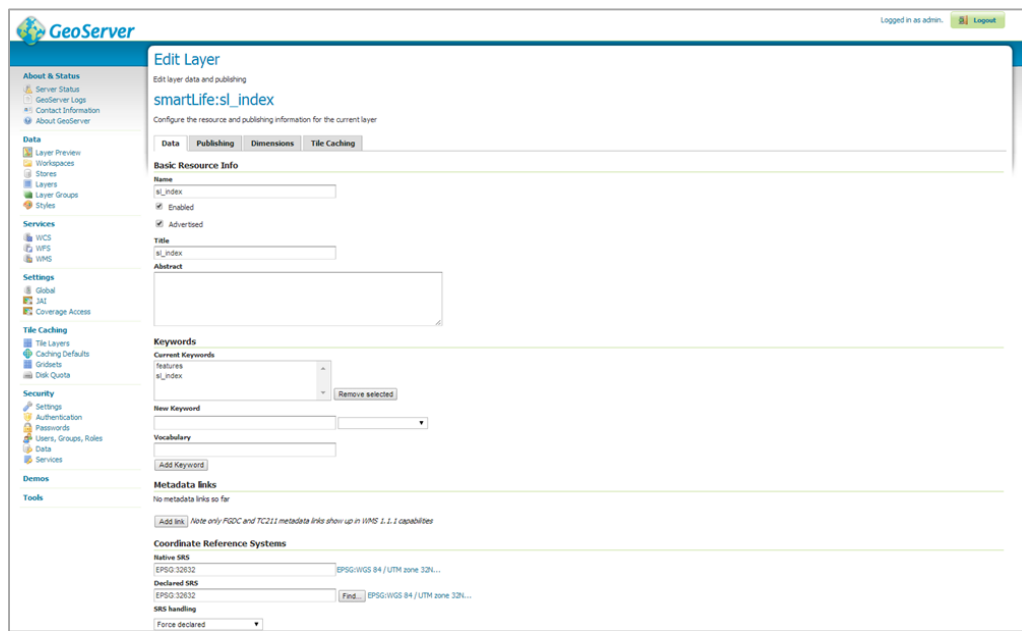 Logged in as admin.
Logout
GeoServer
About & Status
Server Status
GeoServer Logs
Contact Information
About GeoServer
Data
Layer Preview
Workspaces
Stores
Layers
Layer Groups
Styles
Services
WCS
WFS
WMS
Settings
Global
JAI
Coverage Access
Tile Caching
Tile Layers
Caching Defaults
Gridsets
Disk Quota
Security
Settings
Authentication
Passwords
Users, Groups, Roles
Data
Services
Demos
Tools
Edit Layer
Edit layer data and publishing
smartLife:sl_index
Configure the resource and publishing information for the current layer
Data Publishing Dimensions Tile Caching
Basic Resource Info
Name
sl_index
Enabled
Advertised
Title
sl_index
Abstract
Keywords
Current Keywords
features
sl_index
Remove selected
New Keyword
Vocabulary
Add Keyword
Metadata links
No metadata links so far
Add link Note only FGDC and TC211 metadata links show up in WMS 1.1.1 capabilities
Coordinate Reference Systems
Native SRS
EPSG:32632 EPSG:WGS 84 / UTM zone 32N...
Declared SRS
EPSG:32632 Find... EPSG:WGS 84 / UTM zone 32N...
SRS handling
Force declared